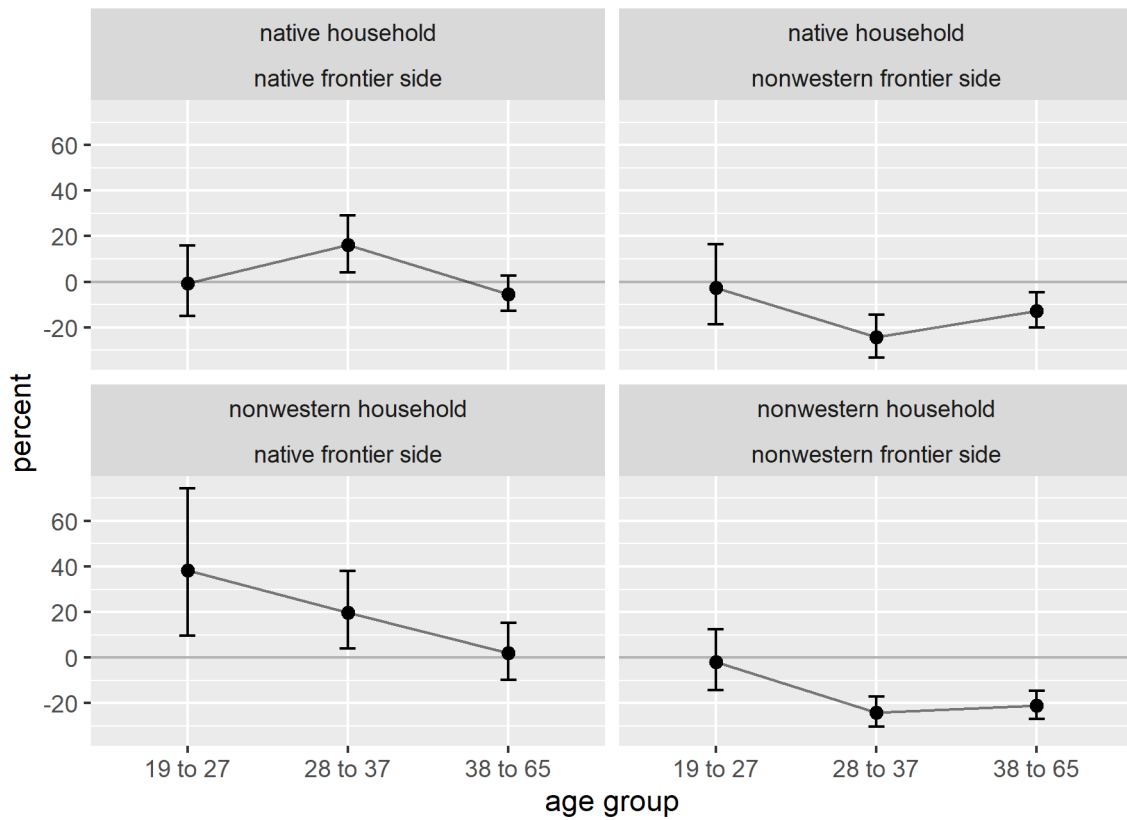 native household
native frontier side
native household
nonwestern frontier side
60
40
20
0
-20
nonwestern household
native frontier side
nonwestern household
nonwestern frontier side
60
40
20
0
-20
percent
19 to 27
28 to 37
38 to 65
19 to 27
28 to 37
38 to 65
age group